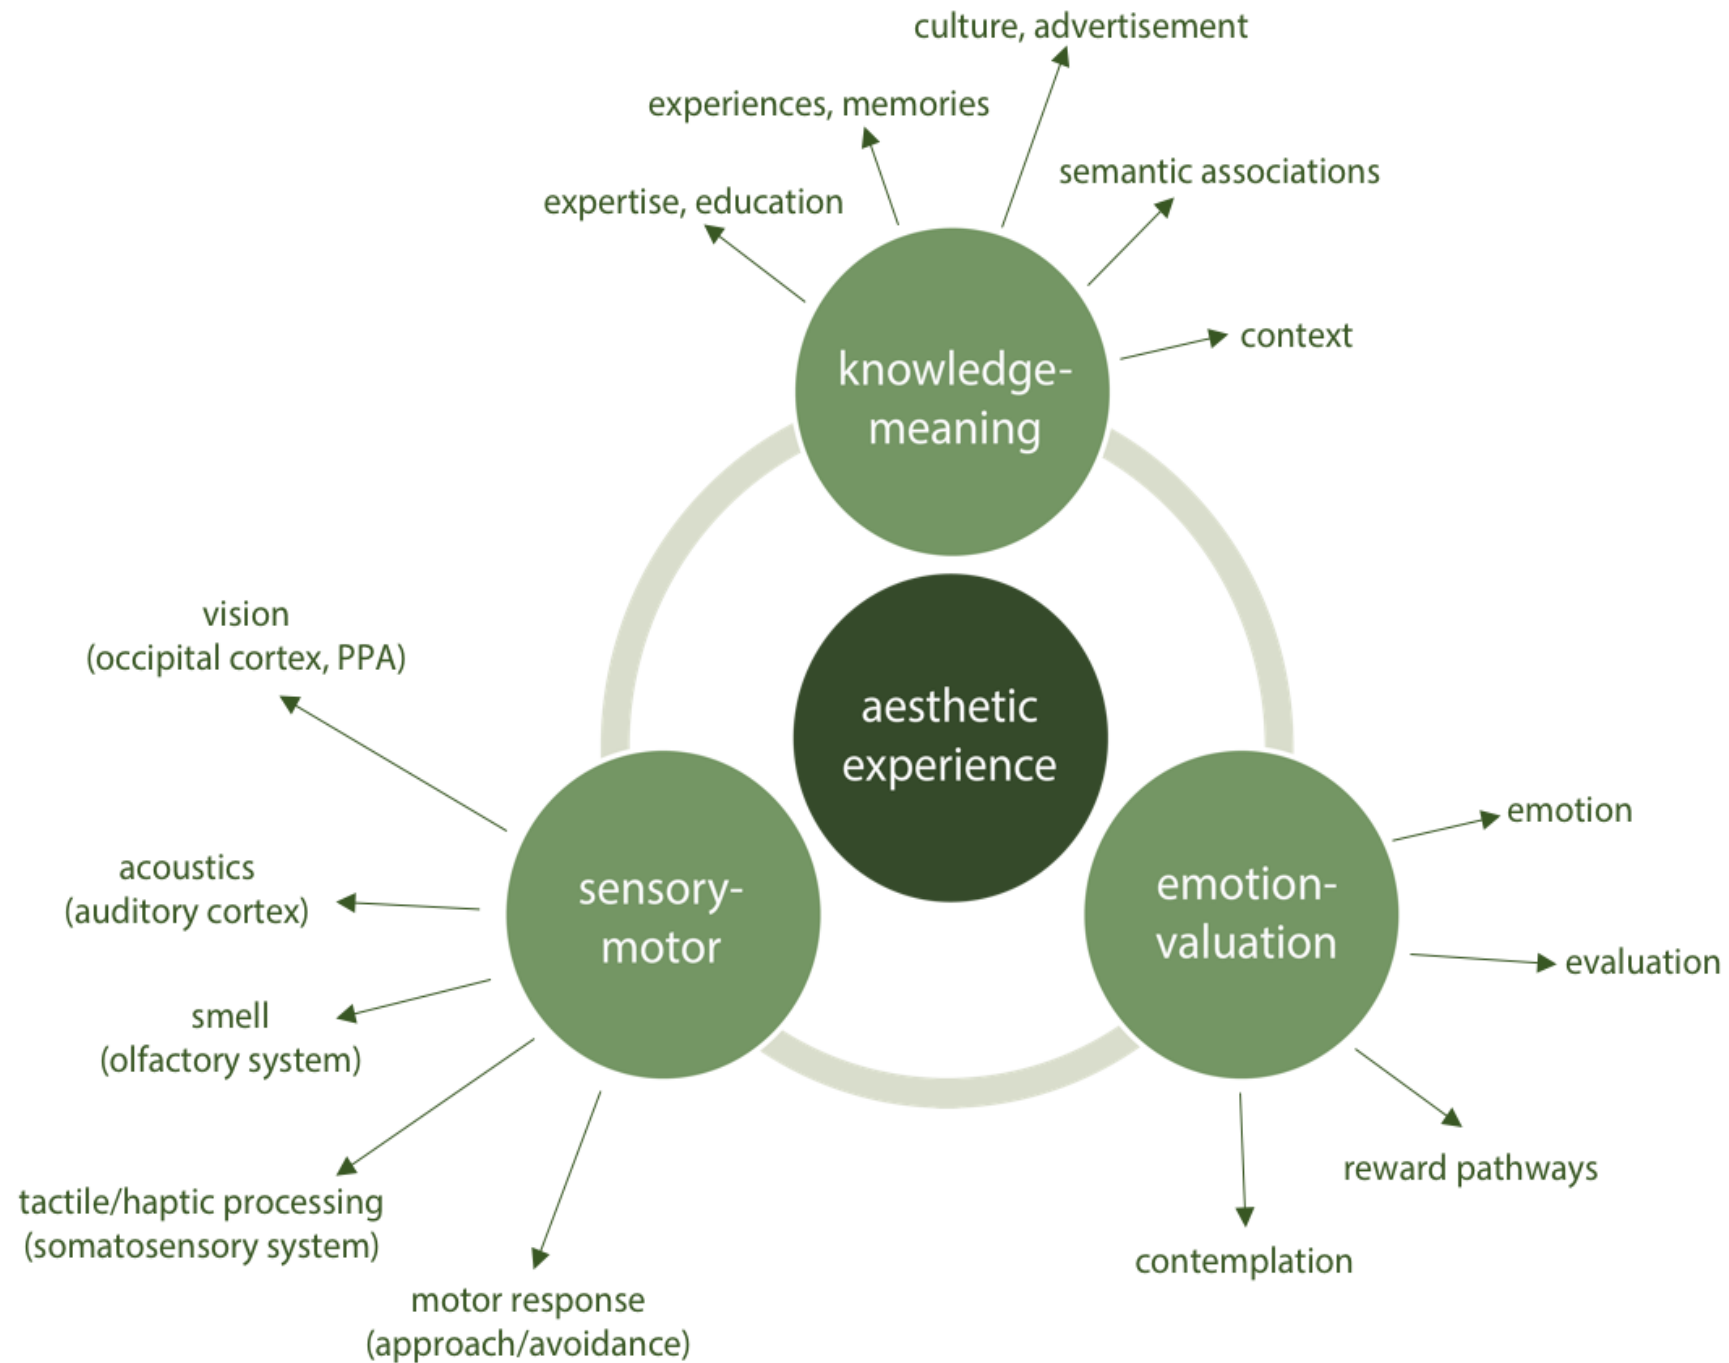 culture, advertisement
experiences, memories
semantic associations
expertise, education
context
knowledge-
meaning
vision
(occipital cortex, PPA)
aesthetic
experience
acoustics
(auditory cortex)
sensory-
motor
emotion-
valuation
emotion
evaluation
smell
(olfactory system)
tactile/haptic processing
(somatosensory system)
reward pathways
contemplation
motor response
(approach/avoidance)